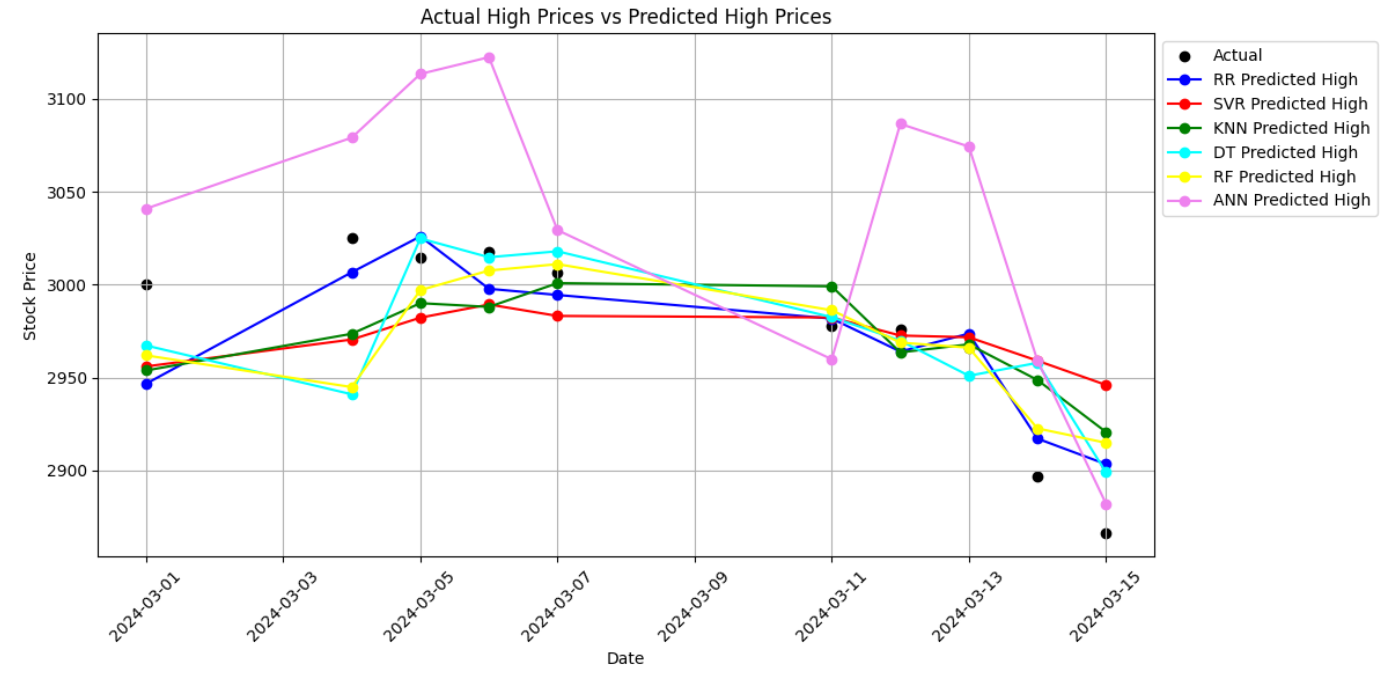 Actual High Prices vs Predicted High Prices
Actual
RR Predicted High
SVR Predicted High
KNN Predicted High
DT Predicted High
RF Predicted High
ANN Predicted High
Stock Price
3100
3050
3000
2950
2900
2024-03-01
2024-03-03
2024-03-05
2024-03-07
2024-03-09
2024-03-11
2024-03-13
2024-03-15
Date